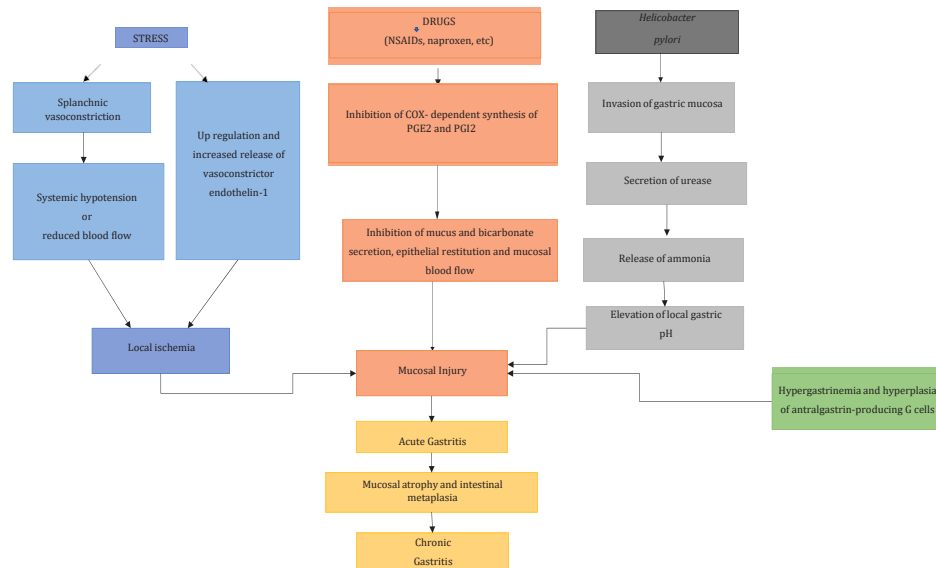 STRESS
Splanchnic
vasoconstriction
Systemic hypotension
or
reduced blood flow
Up regulation and
increased release of
vasoconstrictor
endothelin-1
Local ischemia
DRUGS
(NSAIDs, naproxen, etc)
Inhibition of COX- dependent synthesis of
PGE2 and PGI2
Inhibition of mucus and bicarbonate
secretion, epithelial restitution and mucosal
blood flow
Helicobacter
pylori
Invasion of gastric mucosa
Secretion of urease
Release of ammonia
Elevation of local gastric
pH
Hypergastrinemia and hyperplasia
of antralgastrin-producing G cells
Mucosal Injury
Acute Gastritis
Mucosal atrophy and intestinal
metaplasia
Chronic
Gastritis